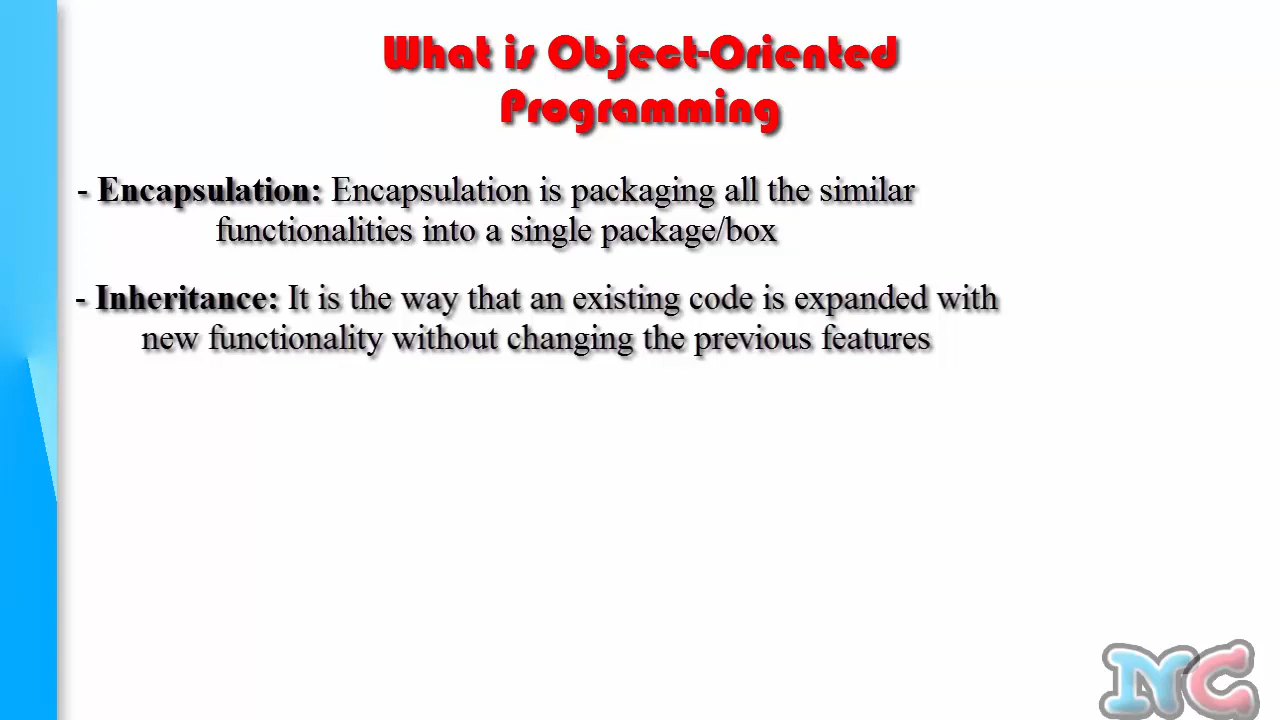 What is Object-Oriented
Programming
- Encapsulation: Encapsulation is packaging all the similar
functionalities into a single package/box
- Inheritance: It is the way that an existing code is expanded with
new functionality without changing the previous features
NC